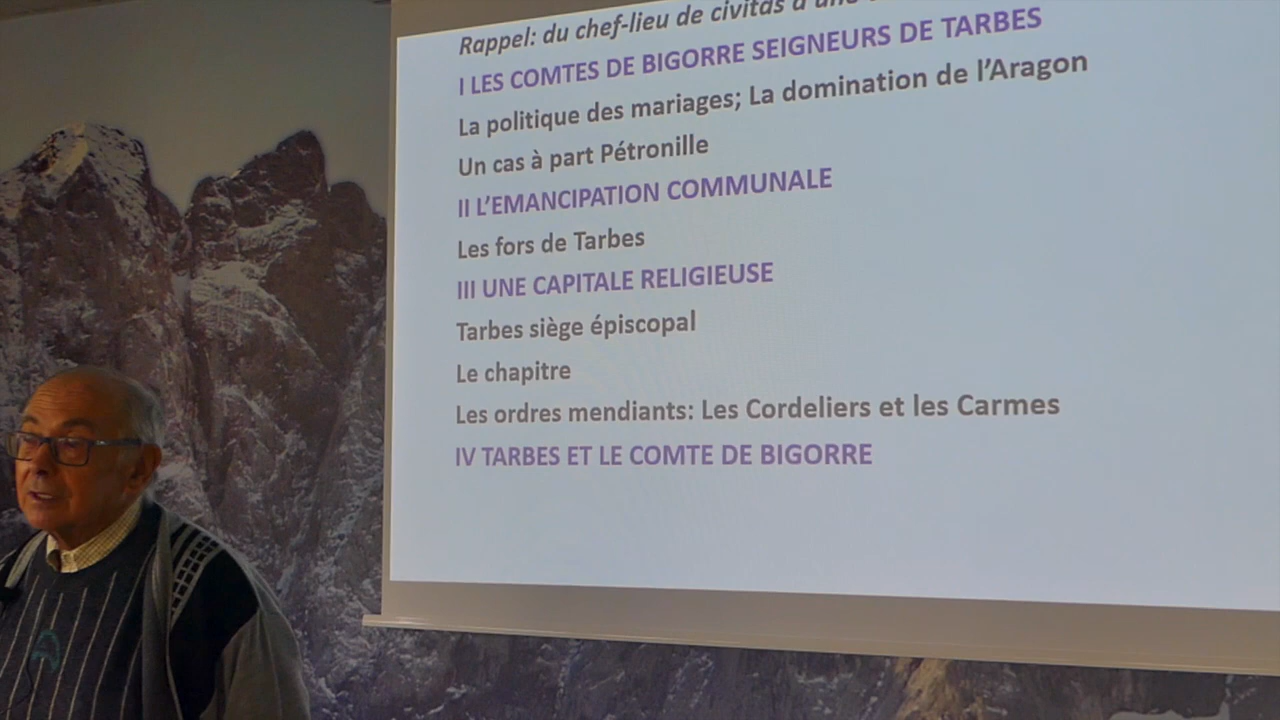 Rappel: du chef-lieu de civitas à une
I LES COMTES DE BIGORRE SEIGNEURS DE TARBES
La politique des mariages; La domination de l'Aragon
Un cas à part Pétronille
II L'EMANCIPATION COMMUNALE
Les fors de Tarbes
III UNE CAPITALE RELIGIEUSE
Tarbes siège épiscopal
Le chapitre
Les ordres mendiants: Les Cordeliers et les Carmes
IV TARBES ET LE COMTE DE BIGORRE